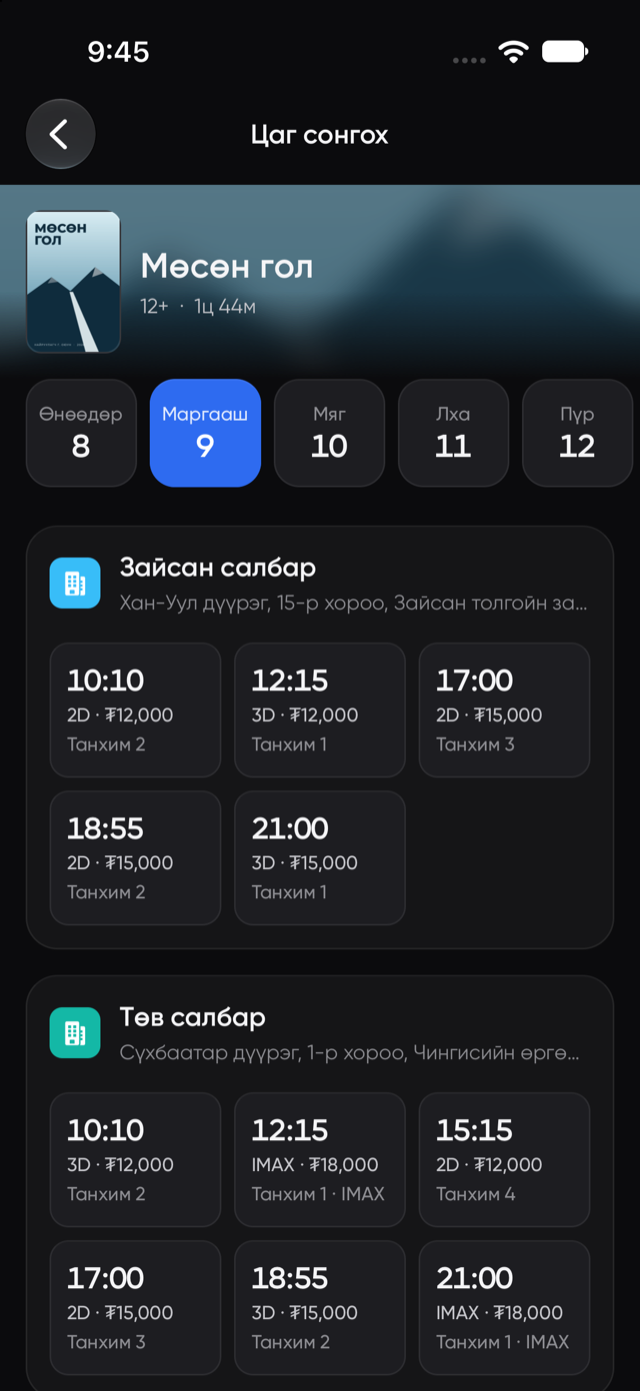 9:45
Цаг сонгох
МӨСӨН
ГОЛ
Мөсөн гол
12+ · 1ц 44м
Өнөөдөр
8
Маргааш
9
Мяг
10
Лха
11
Пүр
12
Зайсан салбар
Хан-Уул дүүрэг, 15-р хороо, Зайсан толгойн за...
10:10
2D · ₮12,000
Танхим 2
12:15
3D · ₮12,000
Танхим 1
17:00
2D · ₮15,000
Танхим 3
18:55
2D · ₮15,000
Танхим 2
21:00
3D · ₮15,000
Танхим 1
Төв салбар
Сүхбаатар дүүрэг, 1-р хороо, Чингисийн өргө...
10:10
3D · ₮12,000
Танхим 2
12:15
IMAX · ₮18,000
Танхим 1 · IMAX
15:15
2D · ₮12,000
Танхим 4
17:00
2D · ₮15,000
Танхим 3
18:55
3D · ₮15,000
Танхим 2
21:00
IMAX · ₮18,000
Танхим 1 · IMAX